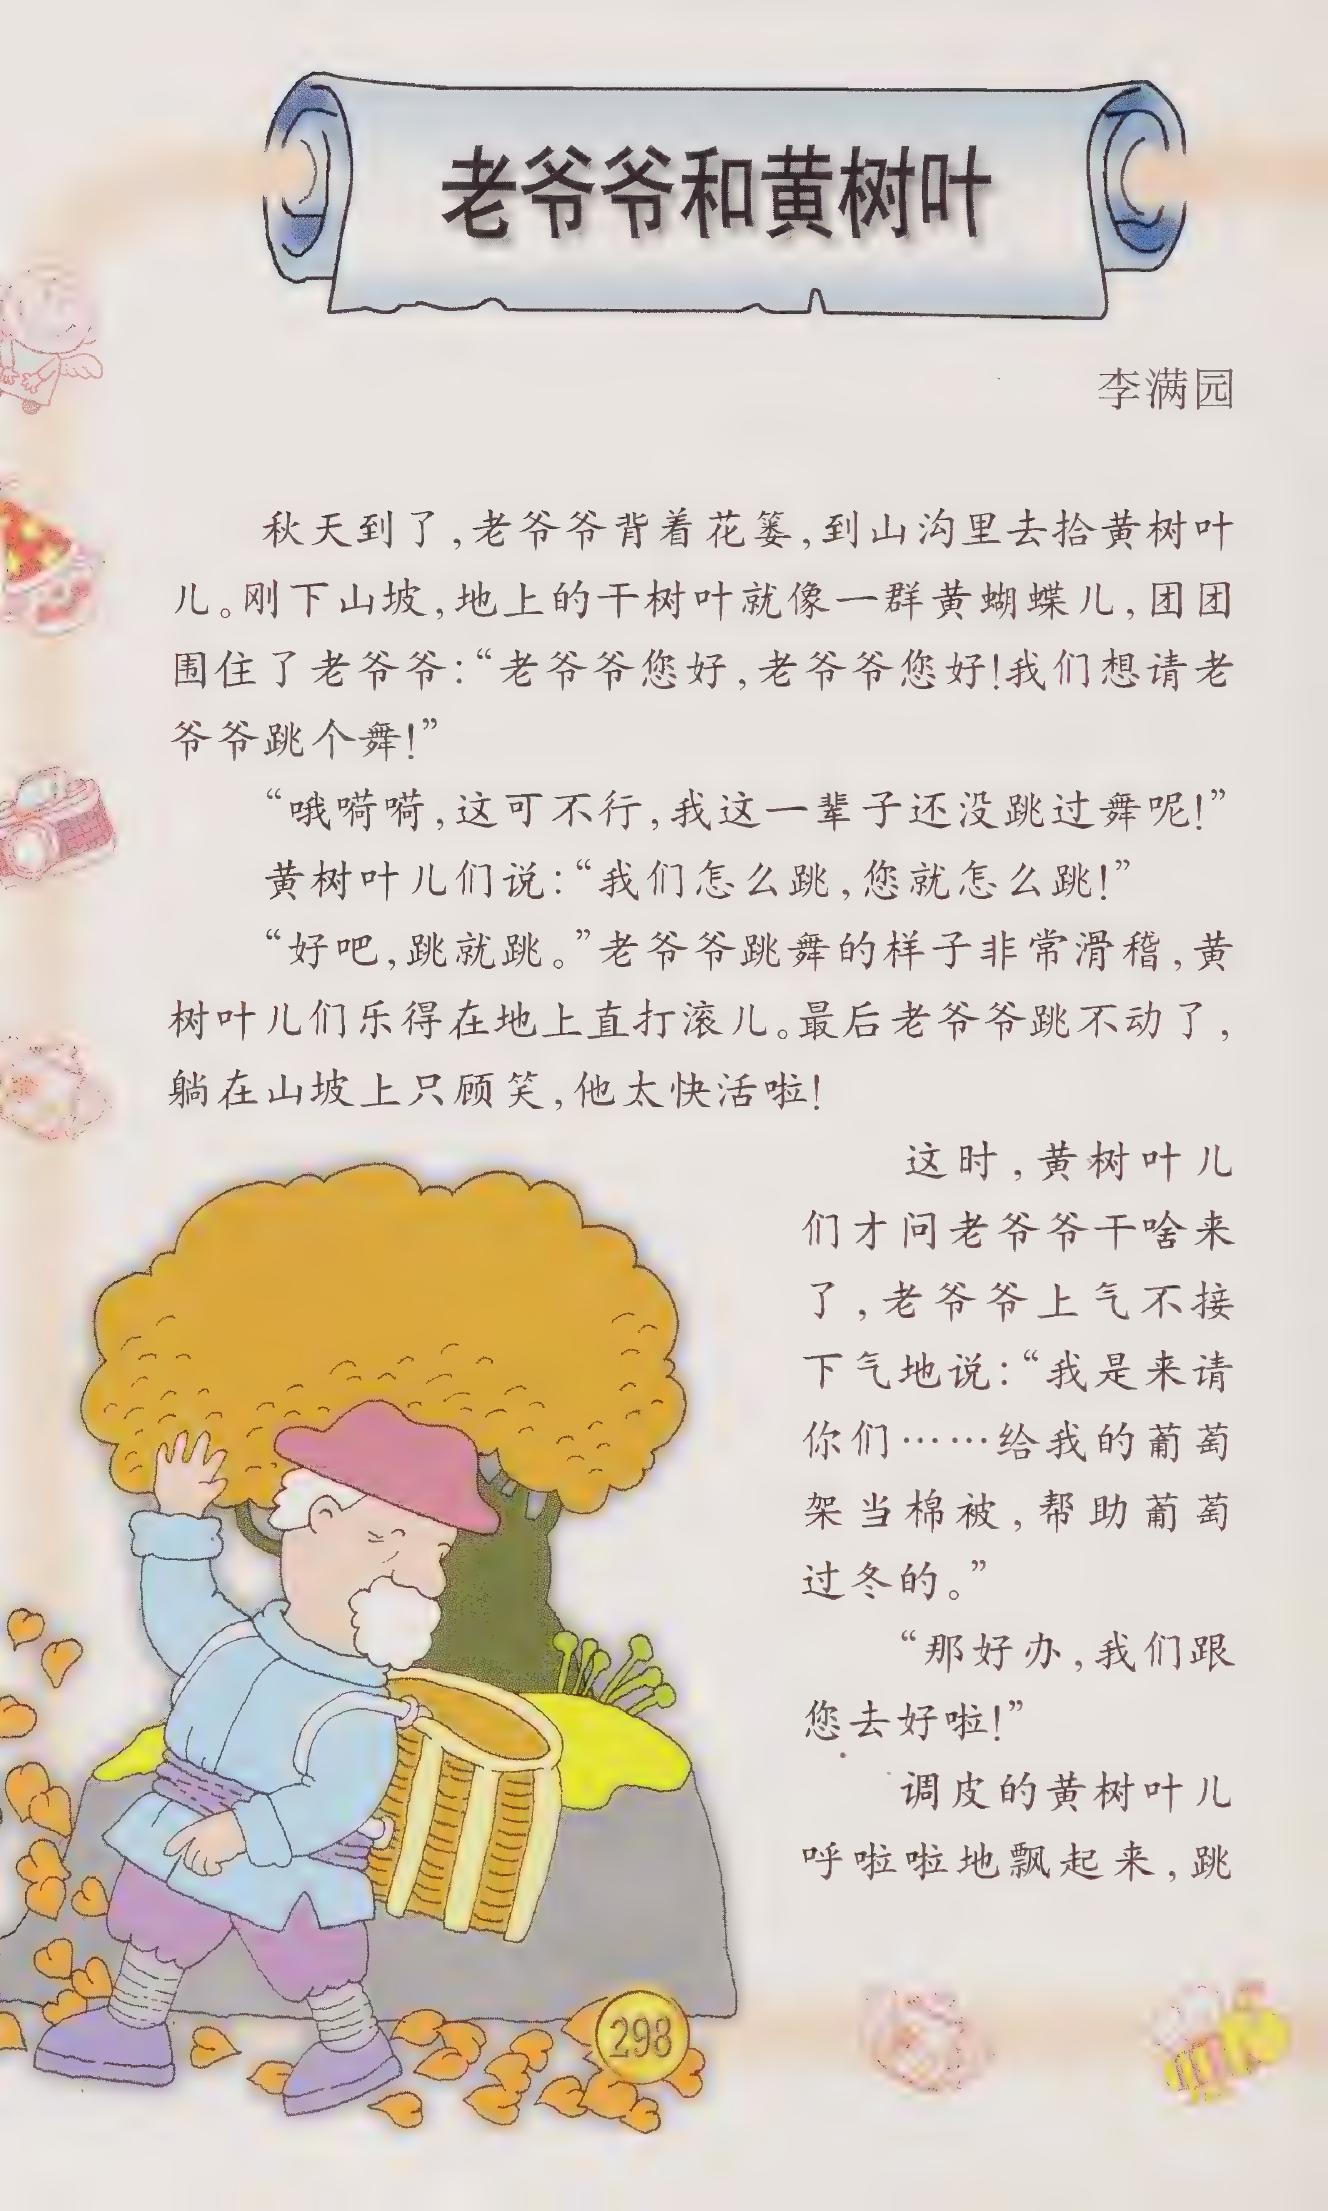 老爷爷和黄树叶
李满园
秋天到了,老爷爷背着花篓,到山沟里去拾黄树叶
儿。刚下山坡,地上的干树叶就像一群黄蝴蝶儿,团团
围住了老爷爷:“老爷爷您好,老爷爷您好!我们想请老
爷爷跳个舞!”
“哦嗬嗬,这可不行,我这一辈子还没跳过舞呢!”
黄树叶儿们说:“我们怎么跳,您就怎么跳!”
“好吧,跳就跳。”老爷爷跳舞的样子非常滑稽,黄
树叶儿们乐得在地上直打滚儿。最后老爷爷跳不动了,
躺在山坡上只顾笑,他太快活啦!
这时,黄树叶儿
们才问老爷爷干啥来
了,老爷爷上气不接
下气地说:“我是来请
你们……给我的葡萄
架当棉被,帮助葡萄
过冬的。”
“那好办,我们跟
您去好啦!”
调皮的黄树叶儿
呼啦啦地飘起来,跳
298